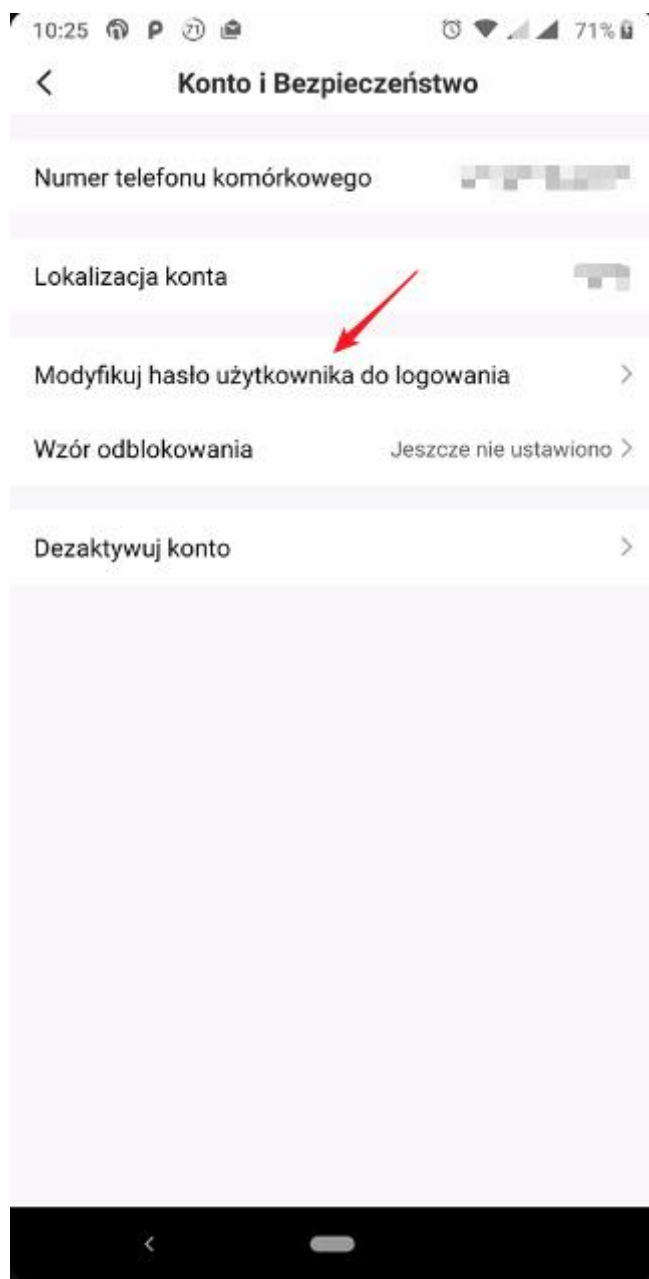 10:25 P 71 71%
Konto i Bezpieczeństwo
Numer telefonu komórkowego
Lokalizacja konta
Modyfikuj hasło użytkownika do logowania
Wzór odblokowania Jeszcze nie ustawiono
Dezaktywuj konto